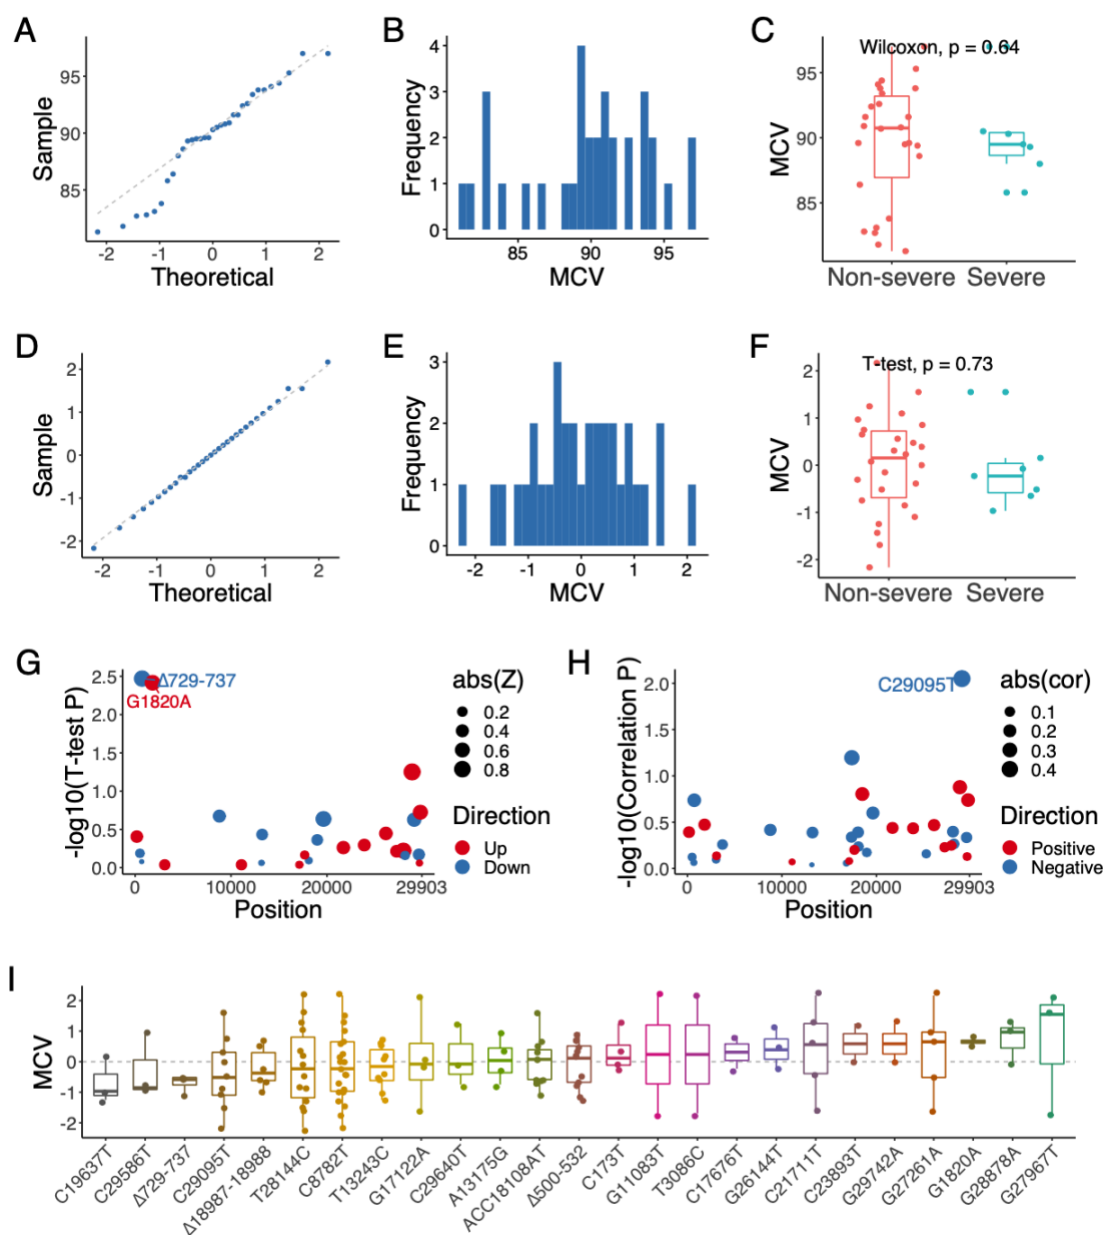 A
Sample
95
90
85
-2 -1 0 1 2
Theoretical
B
Frequency
4
3
2
1
0
85 90 95
MCV
C
Wilcoxon, p = 0.64
MCV
95
90
85
Non-severe Severe
D
Sample
2
1
0
-1
-2
-2 -1 0 1 2
Theoretical
E
Frequency
3
2
1
0
-2 -1 0 1 2
MCV
F
T-test, p = 0.73
MCV
2
1
0
-1
-2
Non-severe Severe
G
-log10(T-test P)
2.5
2.0
1.5
1.0
0.5
0.0
Δ729-737
G1820A
0 10000 20000 29903
Position
abs(Z)
0.2
0.4
0.6
0.8
Direction
Up
Down
H
-log10(Correlation P)
2.0
1.5
1.0
0.5
0.0
C29095T
0 10000 20000 29903
Position
abs(cor)
0.1
0.2
0.3
0.4
Direction
Positive
Negative
I
MCV
2
1
0
-1
-2
C19637T
C29586T
Δ729-737
C29095T
Δ18987-18988
T28144C
C8782T
T13243C
G17122A
C29640T
A13175G
ACC18108AT
Δ500-532
C173T
G11083T
T3086C
C17676T
G26144T
C21711T
C23893T
G29742A
G27261A
G1820A
G28878A
G27967T